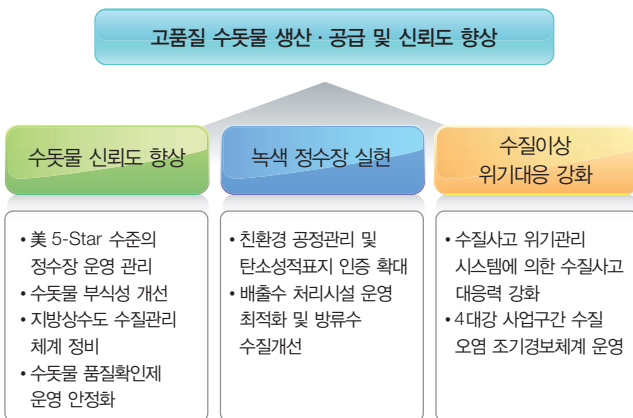 고품질 수돗물 생산 · 공급 및 신뢰도 향상
수돗물 신뢰도 향상
• 美 5-Star 수준의
정수장 운영 관리
• 수돗물 부식성 개선
• 지방상수도 수질관리
체계 정비
• 수돗물 품질확인제
운영 안정화
녹색 정수장 실현
• 친환경 공정관리 및
탄소성적표지 인증 확대
• 배출수 처리시설 운영
최적화 및 방류수
수질개선
수질이상
위기대응 강화
• 수질사고 위기관리
시스템에 의한 수질사고
대응력 강화
• 4대강 사업구간 수질
오염 조기경보체계 운영